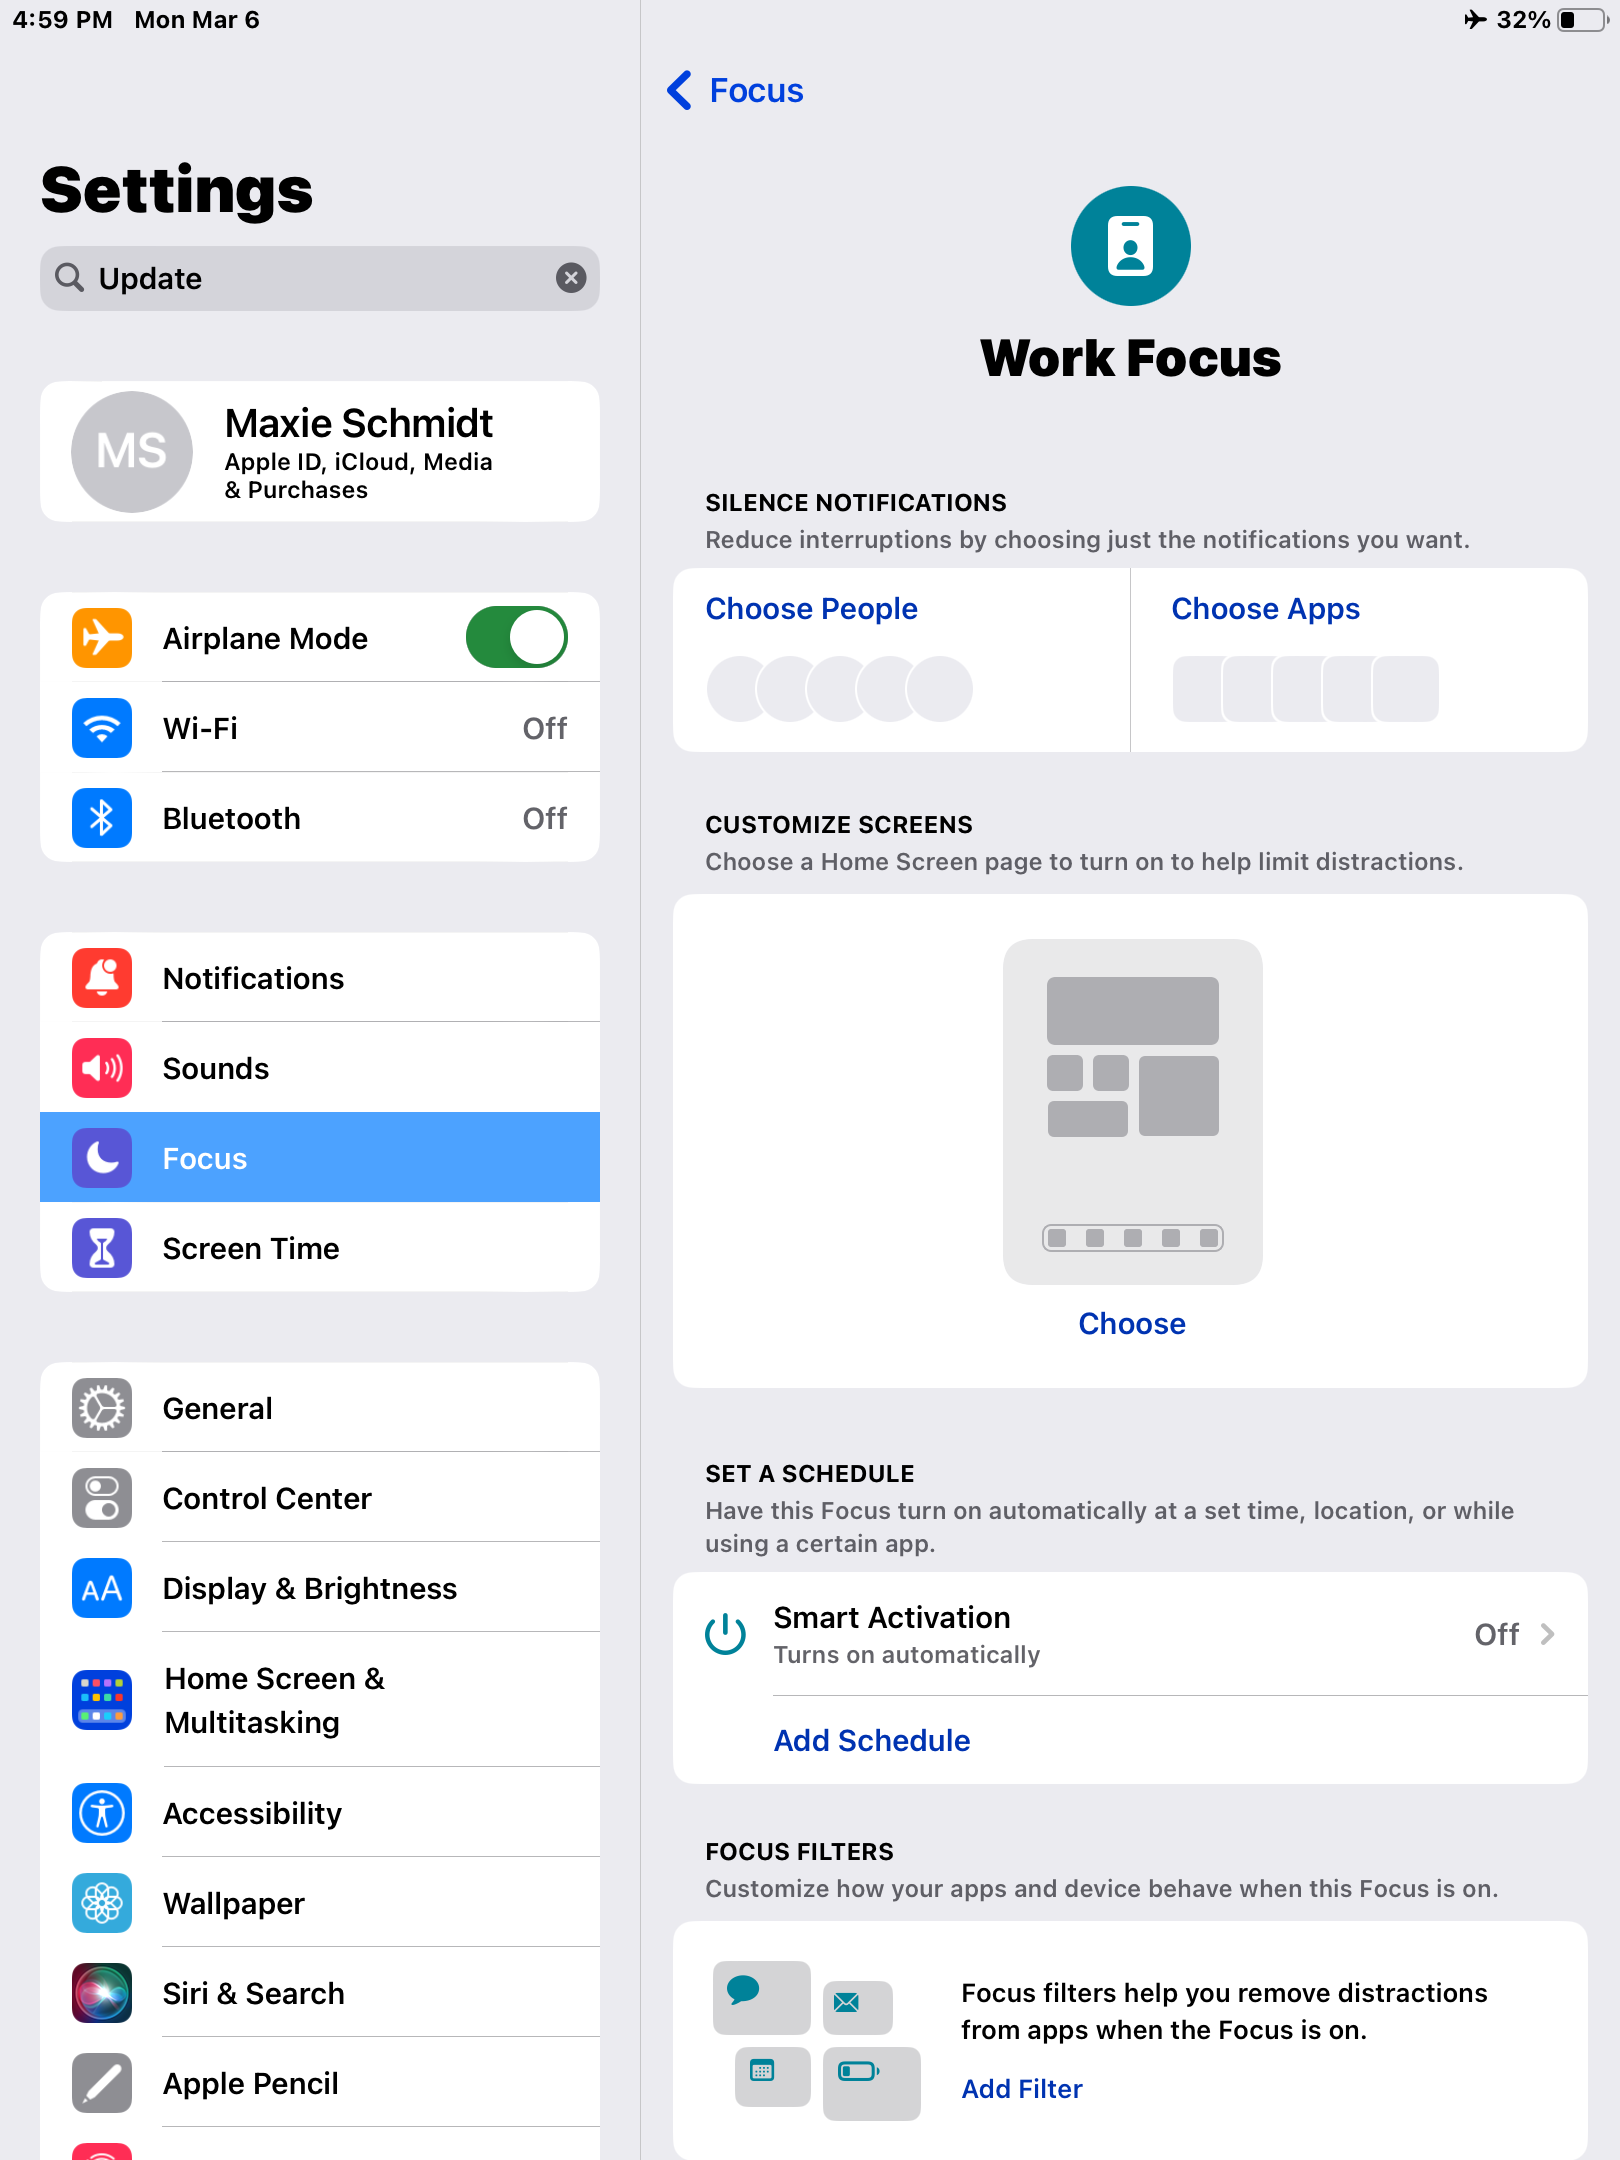 4:59 PM Mon Mar 6
32%
Settings
Update
MS
Maxie Schmidt
Apple ID, iCloud, Media
& Purchases
Airplane Mode
Wi-Fi Off
Bluetooth Off
Notifications
Sounds
Focus
Screen Time
General
Control Center
AA
Display & Brightness
Home Screen &
Multitasking
Accessibility
Wallpaper
Siri & Search
Apple Pencil
Focus
Work Focus
SILENCE NOTIFICATIONS
Reduce interruptions by choosing just the notifications you want.
Choose People
Choose Apps
CUSTOMIZE SCREENS
Choose a Home Screen page to turn on to help limit distractions.
Choose
SET A SCHEDULE
Have this Focus turn on automatically at a set time, location, or while
using a certain app.
Smart Activation
Turns on automatically
Off
Add Schedule
FOCUS FILTERS
Customize how your apps and device behave when this Focus is on.
Focus filters help you remove distractions
from apps when the Focus is on.
Add Filter